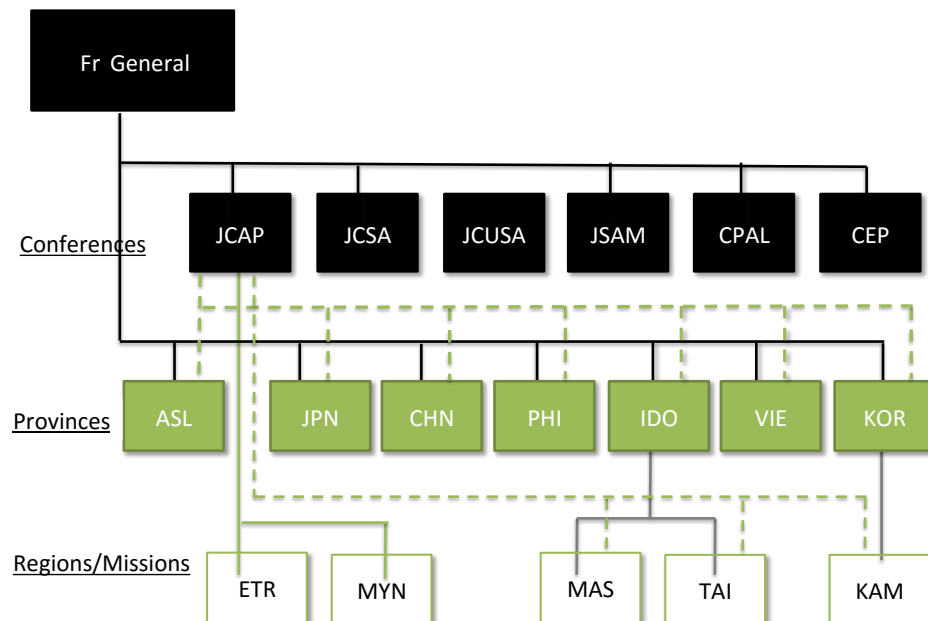 Fr General
Conferences
JCAP JCSA JCUSA JSAM CPAL CEP
Provinces
ASL JPN CHN PHI IDO VIE KOR
Regions/Missions
ETR MYN MAS TAI KAM